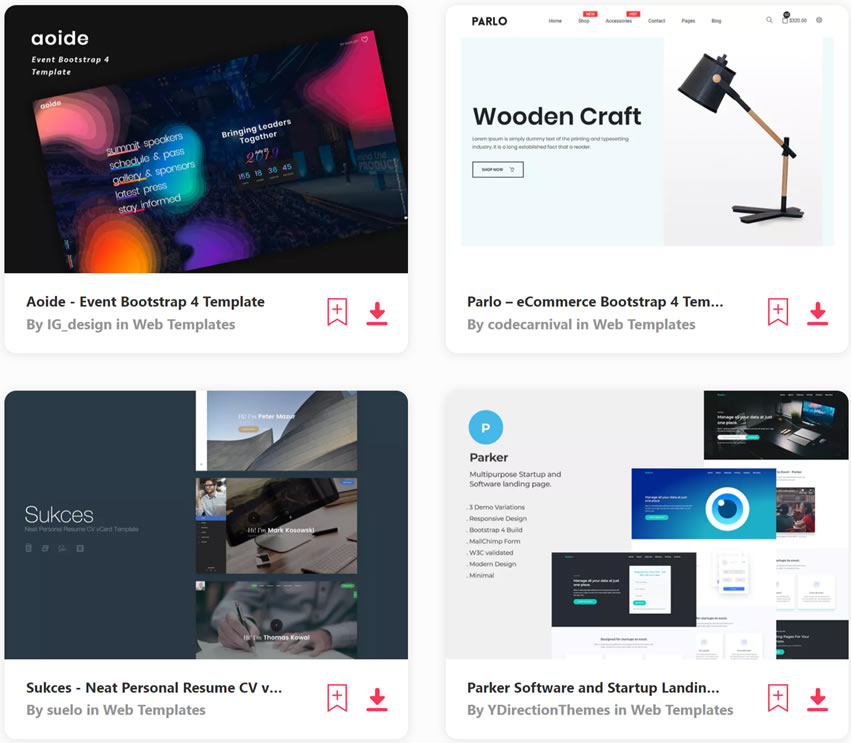 aoide
Event Bootstrap 4
Template
aoide
summit speakers
schedule & pass
gallery & sponsors
latest press
stay informed
Bringing Leaders
Together
2019
155 18 36 45
Aoide - Event Bootstrap 4 Template
By IG_design in Web Templates
PARLO
Home Shop Accessories Contact Pages Blog
NEW
HOT
$320.00
Wooden Craft
Lorem Ipsum is simply dummy text of the printing and typesetting
industry. It is a long established fact that a reader.
SHOP NOW
Parlo – eCommerce Bootstrap 4 Tem...
By codecarnival in Web Templates
Sukces
Neat Personal Resume CV vCard Template
Hi! I'm Peter Mazur
Hi! I'm Mark Kosowski
Hi! I'm Thomas Kowal
Sukces - Neat Personal Resume CV v...
By suelo in Web Templates
P
Parker
Multipurpose Startup and
Software landing page.
. 3 Demo Variations
. Responsive Design
. Bootstrap 4 Build
. MailChimp Form
. W3C validated
. Modern Design
. Minimal
Manage all your data at just
one place.
Manage all your data at just
one place.
Manage all your data at just
one place.
Designed for startups as event.
Parker Software and Startup Landin...
By YDirectionThemes in Web Templates